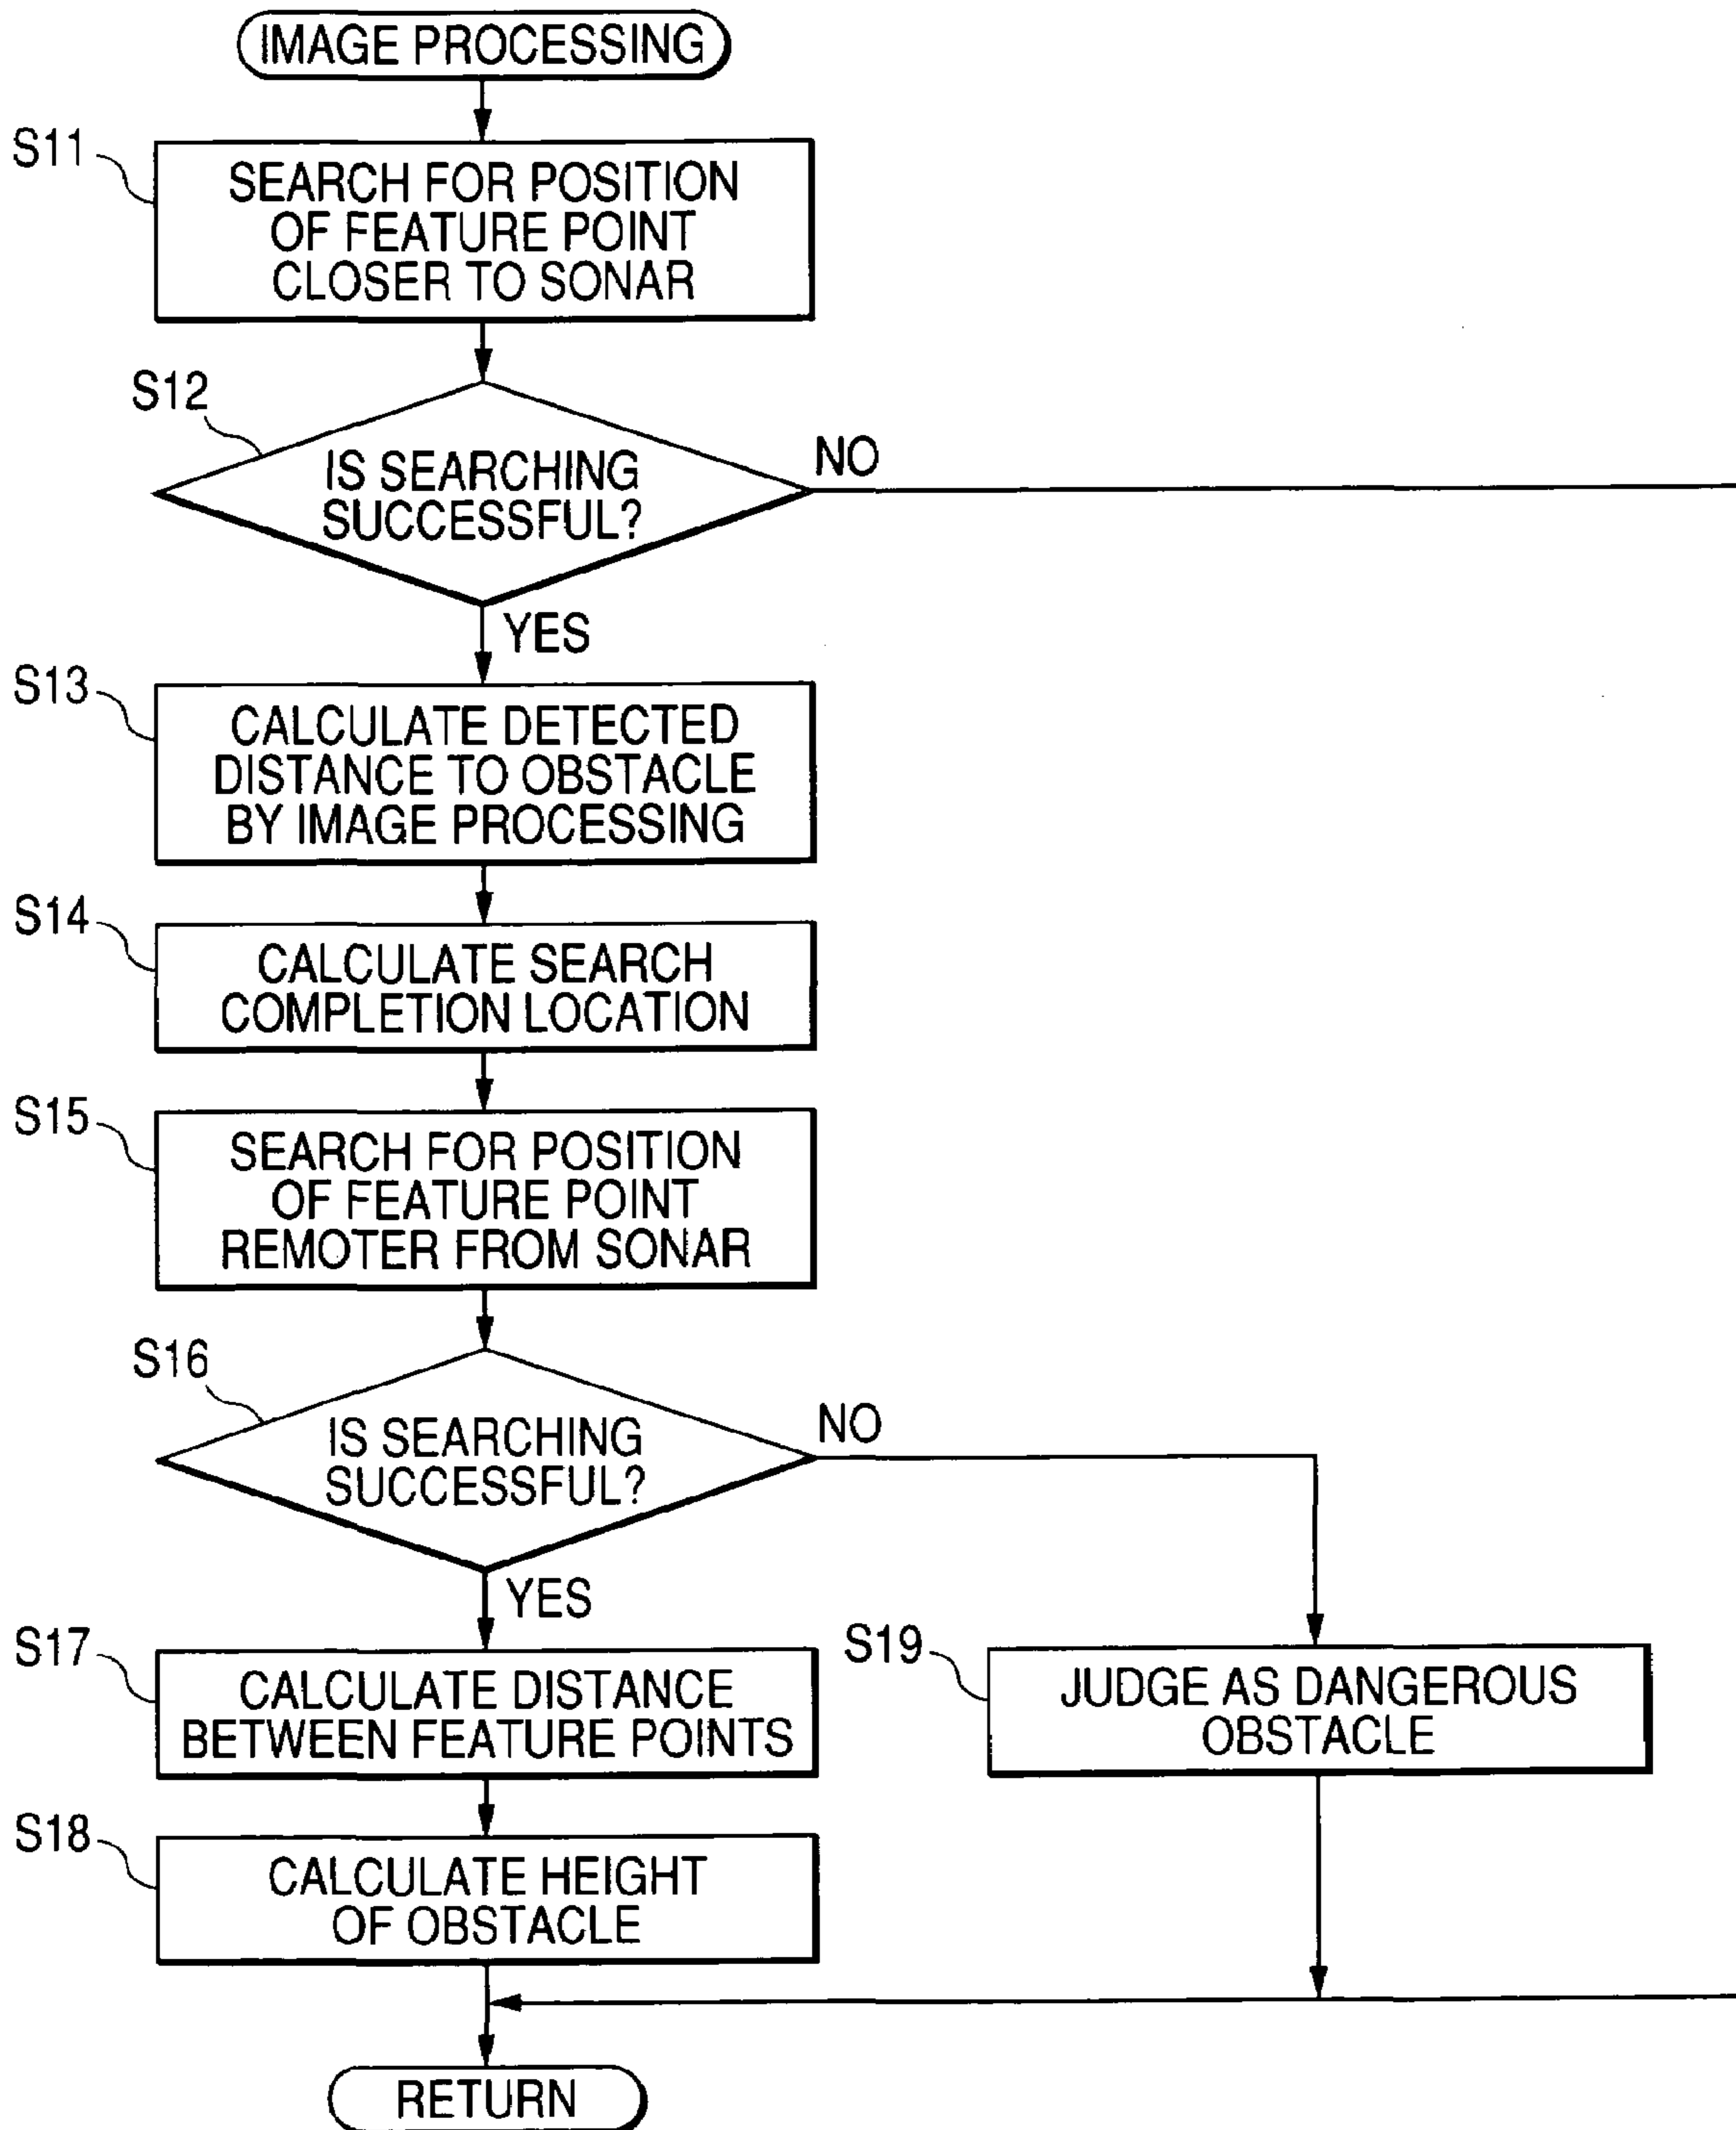 IMAGE PROCESSING
S11
SEARCH FOR POSITION
OF FEATURE POINT
CLOSER TO SONAR
S12
IS SEARCHING
SUCCESSFUL?
NO
YES
S13
CALCULATE DETECTED
DISTANCE TO OBSTACLE
BY IMAGE PROCESSING
S14
CALCULATE SEARCH
COMPLETION LOCATION
S15
SEARCH FOR POSITION
OF FEATURE POINT
REMOTER FROM SONAR
S16
IS SEARCHING
SUCCESSFUL?
NO
YES
S17
CALCULATE DISTANCE
BETWEEN FEATURE POINTS
S19
JUDGE AS DANGEROUS
OBSTACLE
S18
CALCULATE HEIGHT
OF OBSTACLE
RETURN